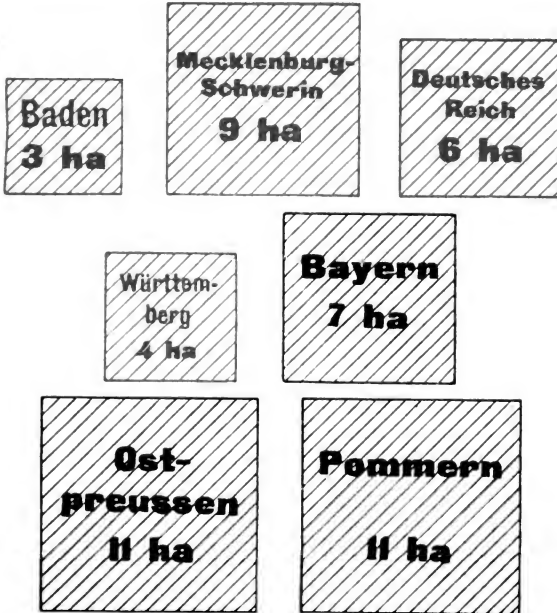 Baden
3 ha
Mecklenburg-
Schwerin
9 ha
Deutsches
Reich
6 ha
Württem-
berg
4 ha
Bayern
7 ha
Ost-
preussen
11 ha
Pommern
11 ha